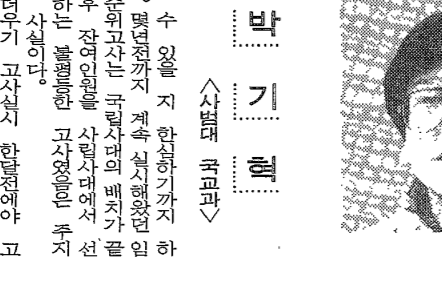 박 기 혁
<사범대 국교과>
수 있을 지 한심하기까지 하
몇년전까지 계속 실시해왔던 임
순위고사는 국립사대의 배치가 끝
후 잔여인원을 사립사대에서 선
하는 불평등한 고사였음은 주지
사실이다。
더우기 고사실시 한달전에야 고